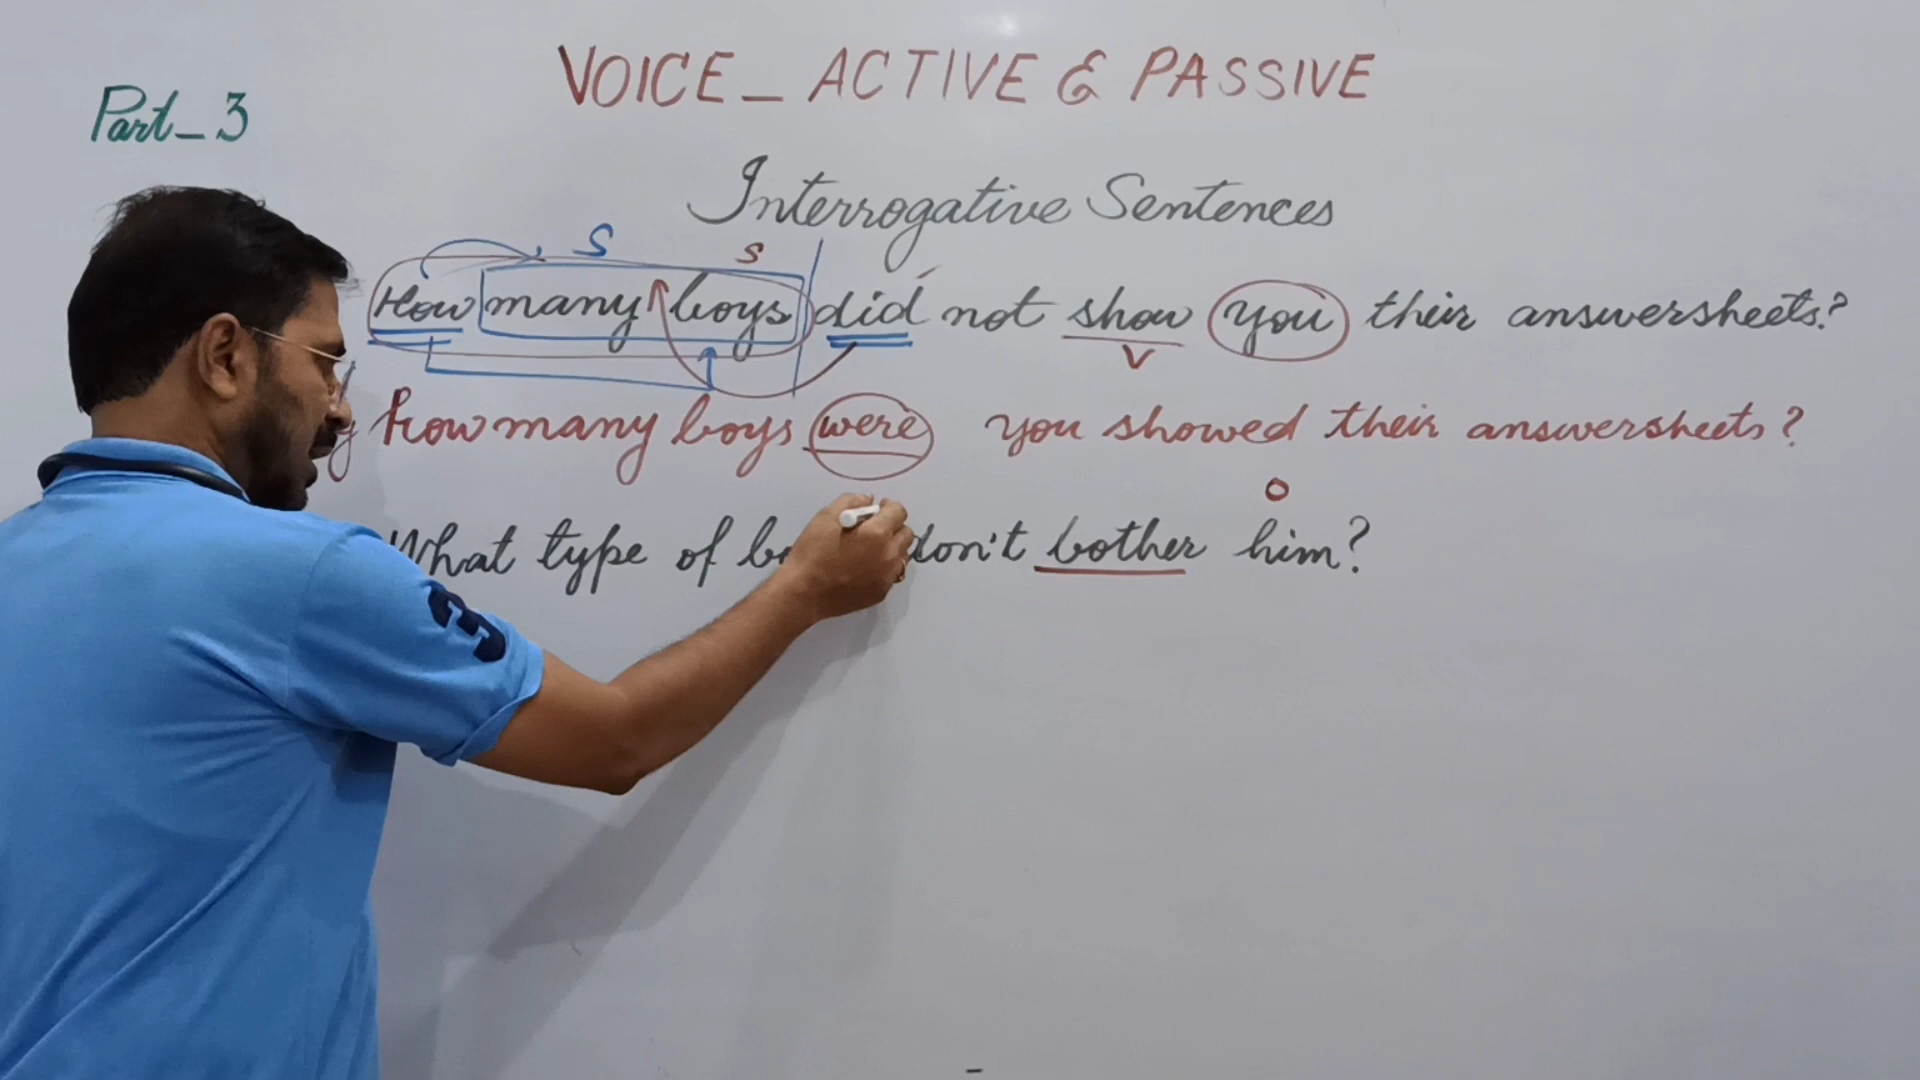 VOICE_ ACTIVE & PASSIVE
Part_3
Interrogative Sentences
S S
How many boys did not show you their answersheets?
V
y How many boys were you showed their answersheets?
O
What type of don't bother him?
3